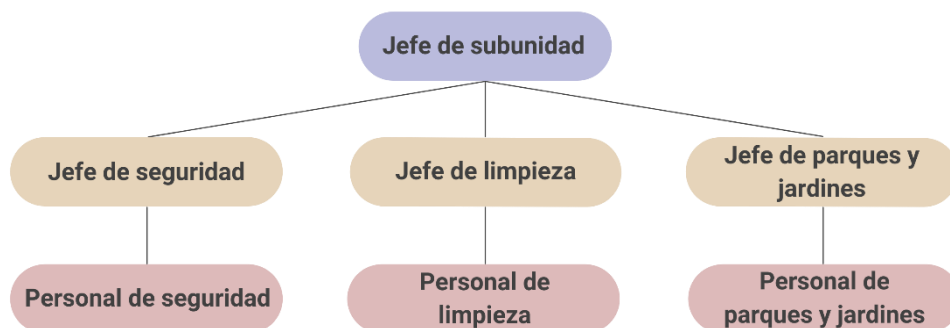 Jefe de subunidad
Jefe de seguridad
Jefe de limpieza
Jefe de parques y
jardines
Personal de seguridad
Personal de
limpieza
Personal de
parques y jardines